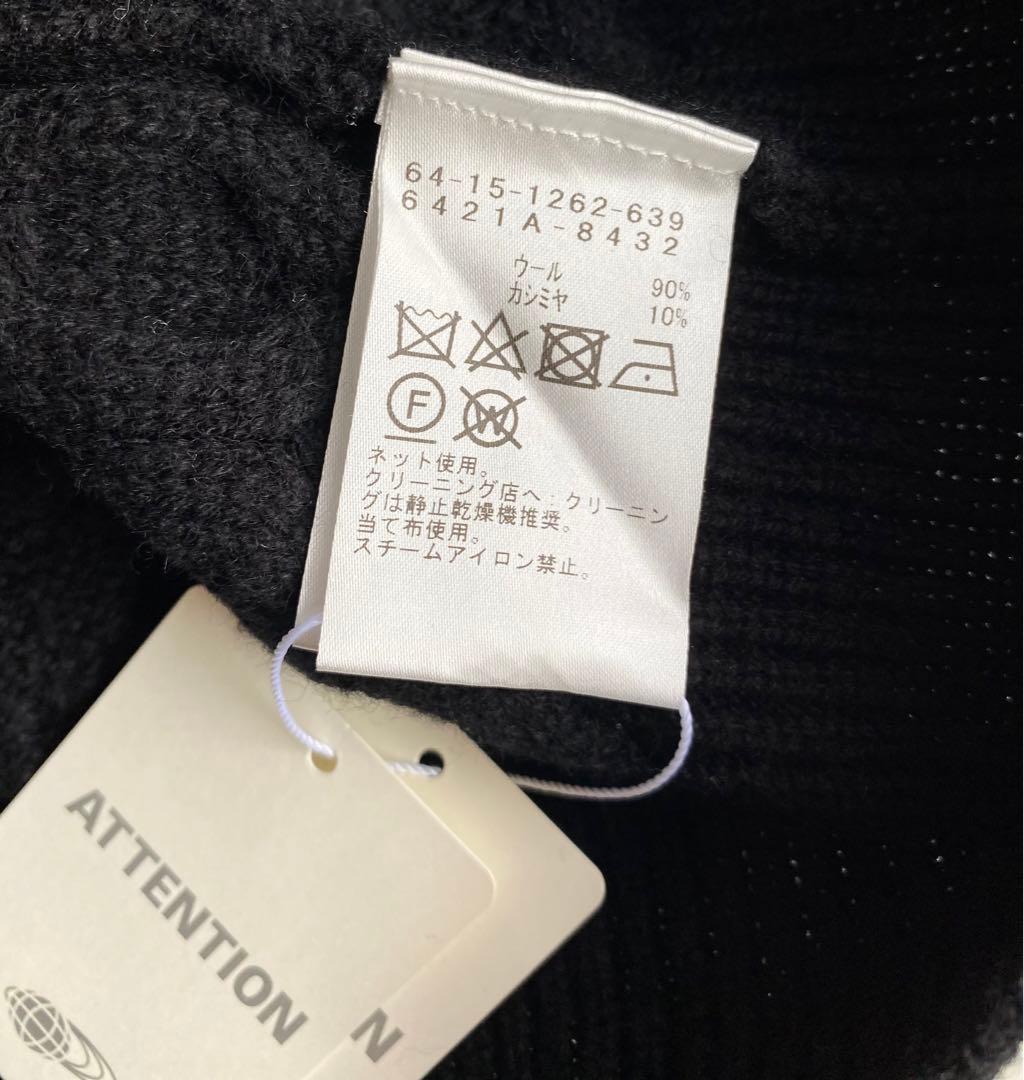 64-15-1262-639
6421A-8432
ウール 90%
カシミヤ 10%
F
W
ネット使用。
クリーニング店へ・クリーニン
グは静止乾燥機推奨。
当て布使用。
スチームアイロン禁止。
ATTENTION
N